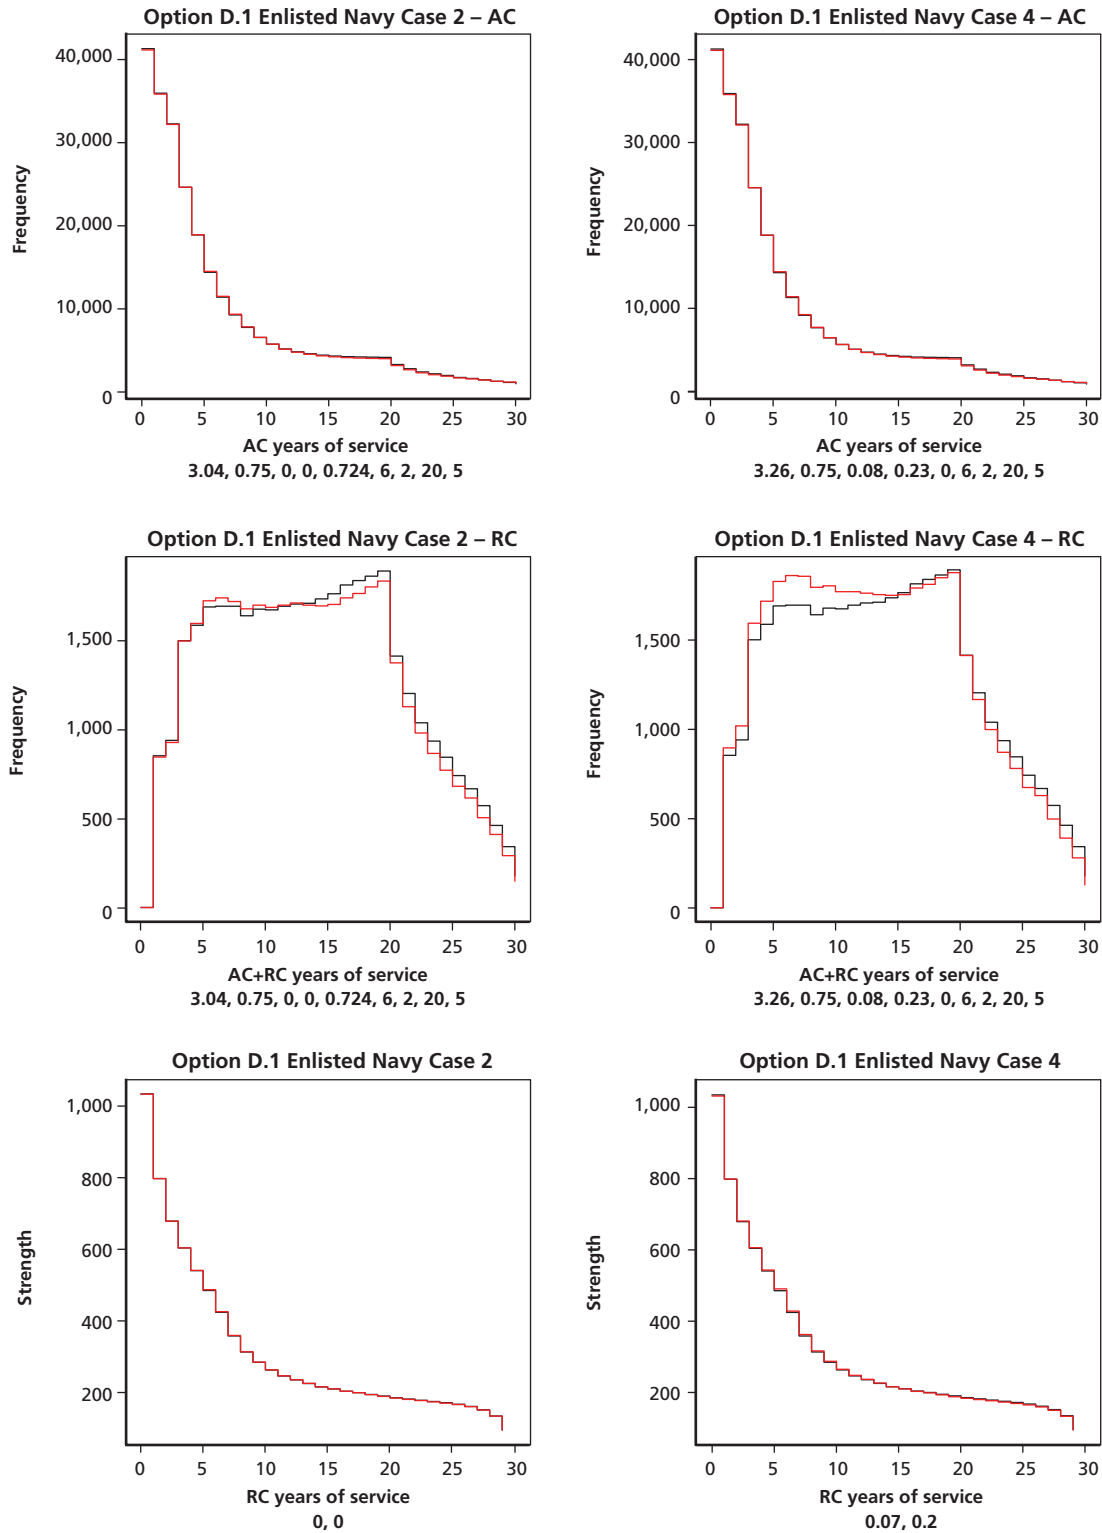 Option D.1 Enlisted Navy Case 2 – AC
Frequency
40,000
30,000
20,000
10,000
0
0 5 10 15 20 25 30
AC years of service
3.04, 0.75, 0, 0, 0.724, 6, 2, 20, 5
Option D.1 Enlisted Navy Case 4 – AC
Frequency
40,000
30,000
20,000
10,000
0
0 5 10 15 20 25 30
AC years of service
3.26, 0.75, 0.08, 0.23, 0, 6, 2, 20, 5
Option D.1 Enlisted Navy Case 2 – RC
Frequency
1,500
1,000
500
0
0 5 10 15 20 25 30
AC+RC years of service
3.04, 0.75, 0, 0, 0.724, 6, 2, 20, 5
Option D.1 Enlisted Navy Case 4 – RC
Frequency
1,500
1,000
500
0
0 5 10 15 20 25 30
AC+RC years of service
3.26, 0.75, 0.08, 0.23, 0, 6, 2, 20, 5
Option D.1 Enlisted Navy Case 2
Strength
1,000
800
600
400
200
0 5 10 15 20 25 30
RC years of service
0, 0
Option D.1 Enlisted Navy Case 4
Strength
1,000
800
600
400
200
0 5 10 15 20 25 30
RC years of service
0.07, 0.2